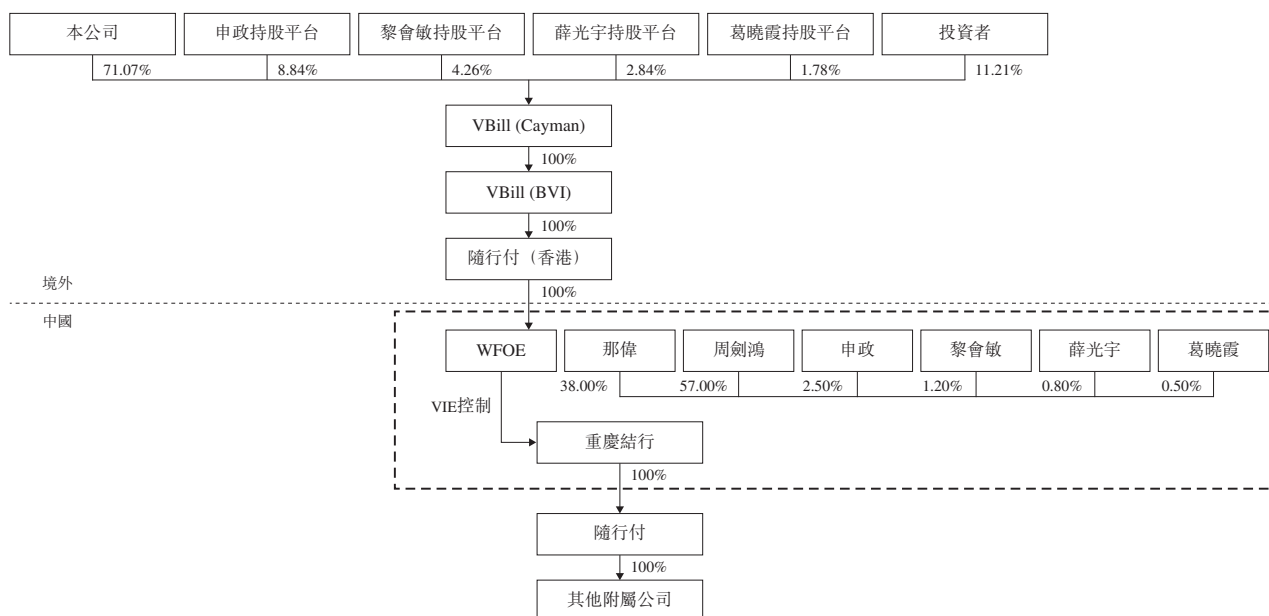 本公司
申政持股平台
黎會敏持股平台
薛光宇持股平台
葛曉霞持股平台
投資者
71.07%
8.84%
4.26%
2.84%
1.78%
11.21%
VBill (Cayman)
100%
VBill (BVI)
100%
隨行付（香港）
境外
100%
中國
WFOE
那偉
周劍鴻
申政
黎會敏
薛光宇
葛曉霞
38.00%
57.00%
2.50%
1.20%
0.80%
0.50%
VIE控制
重慶結行
100%
隨行付
100%
其他附屬公司